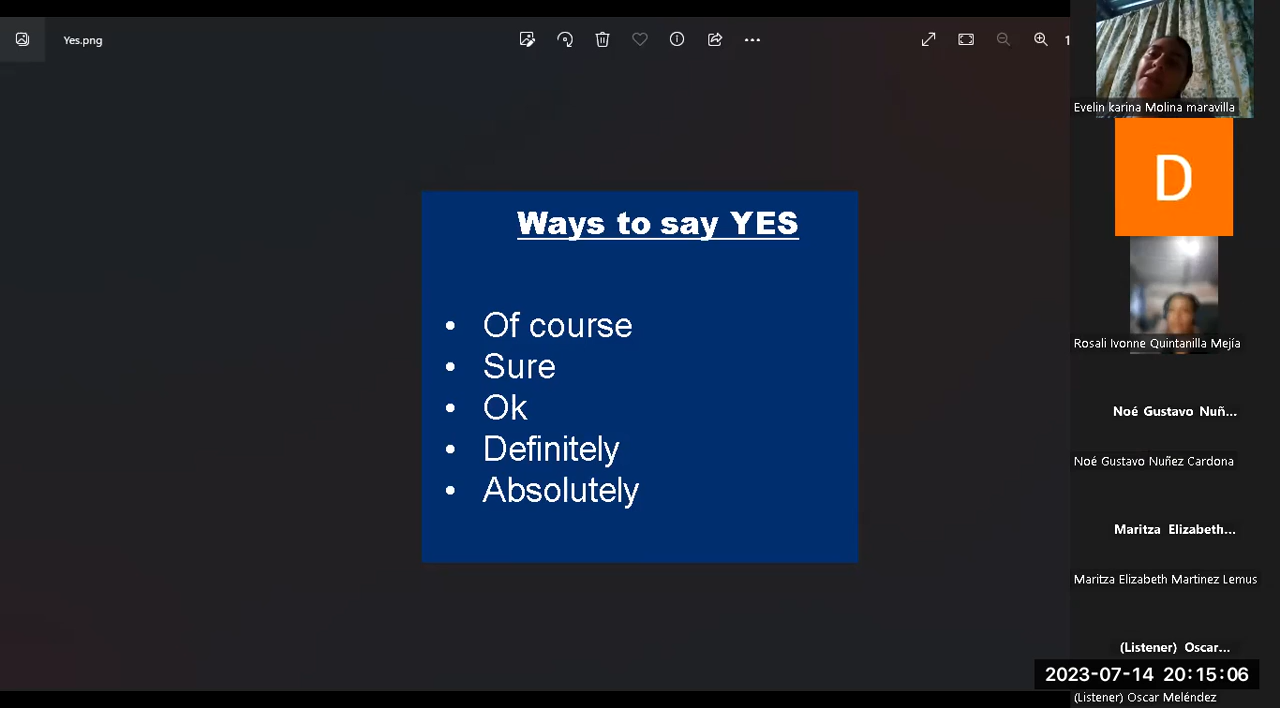 Yes.png
1
Ways to say YES
• Of course
• Sure
• Ok
• Definitely
• Absolutely
Evelin karina Molina maravilla
D
Rosali Ivonne Quintanilla Mejía
Noé Gustavo Nuñ...
Noé Gustavo Nuñez Cardona
Maritza Elizabeth...
Maritza Elizabeth Martinez Lemus
(Listener) Oscar...
2023-07-14 20:15:06
(Listener) Oscar Meléndez